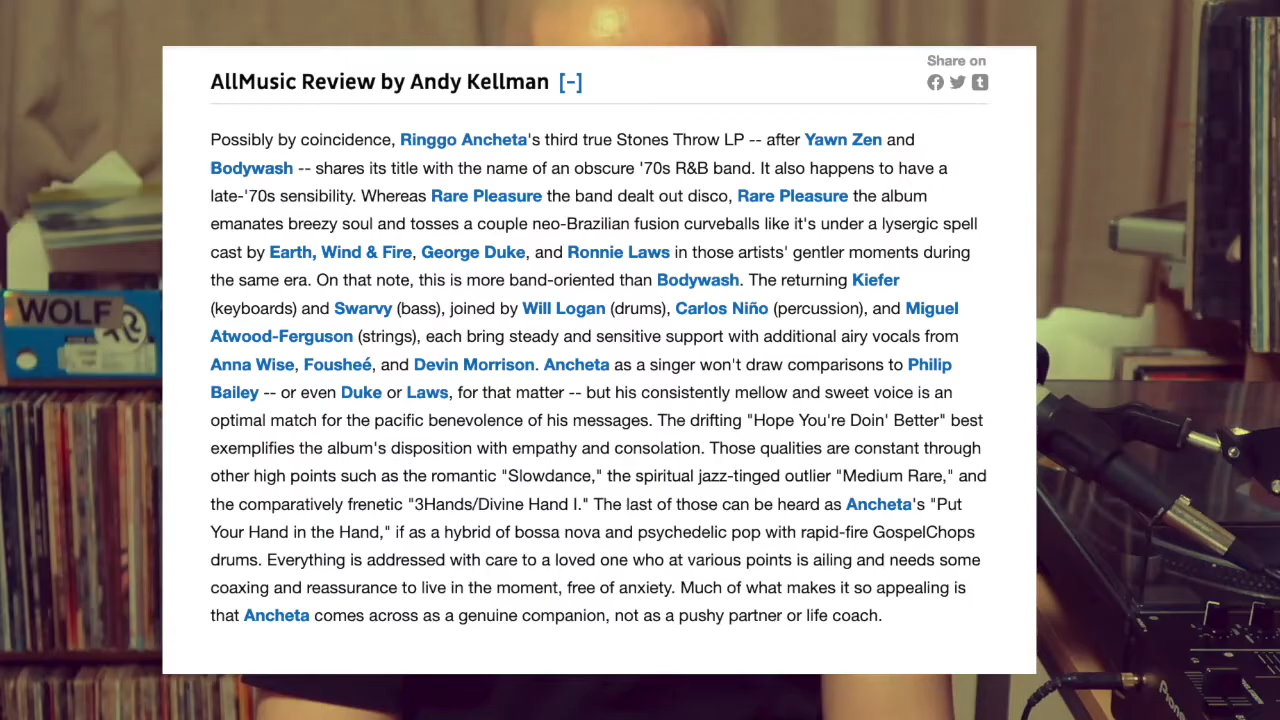 AllMusic Review by Andy Kellman [-]
Share on
Possibly by coincidence, Ringgo Ancheta's third true Stones Throw LP -- after Yawn Zen and
Bodywash -- shares its title with the name of an obscure '70s R&B band. It also happens to have a
late-'70s sensibility. Whereas Rare Pleasure the band dealt out disco, Rare Pleasure the album
emanates breezy soul and tosses a couple neo-Brazilian fusion curveballs like it's under a lysergic spell
cast by Earth, Wind & Fire, George Duke, and Ronnie Laws in those artists' gentler moments during
the same era. On that note, this is more band-oriented than Bodywash. The returning Kiefer
(keyboards) and Swarvy (bass), joined by Will Logan (drums), Carlos Niño (percussion), and Miguel
Atwood-Ferguson (strings), each bring steady and sensitive support with additional airy vocals from
Anna Wise, Fousheé, and Devin Morrison. Ancheta as a singer won't draw comparisons to Philip
Bailey -- or even Duke or Laws, for that matter -- but his consistently mellow and sweet voice is an
optimal match for the pacific benevolence of his messages. The drifting "Hope You're Doin' Better" best
exemplifies the album's disposition with empathy and consolation. Those qualities are constant through
other high points such as the romantic "Slowdance," the spiritual jazz-tinged outlier "Medium Rare," and
the comparatively frenetic "3Hands/Divine Hand I." The last of those can be heard as Ancheta's "Put
Your Hand in the Hand," if as a hybrid of bossa nova and psychedelic pop with rapid-fire GospelChops
drums. Everything is addressed with care to a loved one who at various points is ailing and needs some
coaxing and reassurance to live in the moment, free of anxiety. Much of what makes it so appealing is
that Ancheta comes across as a genuine companion, not as a pushy partner or life coach.
WOLF